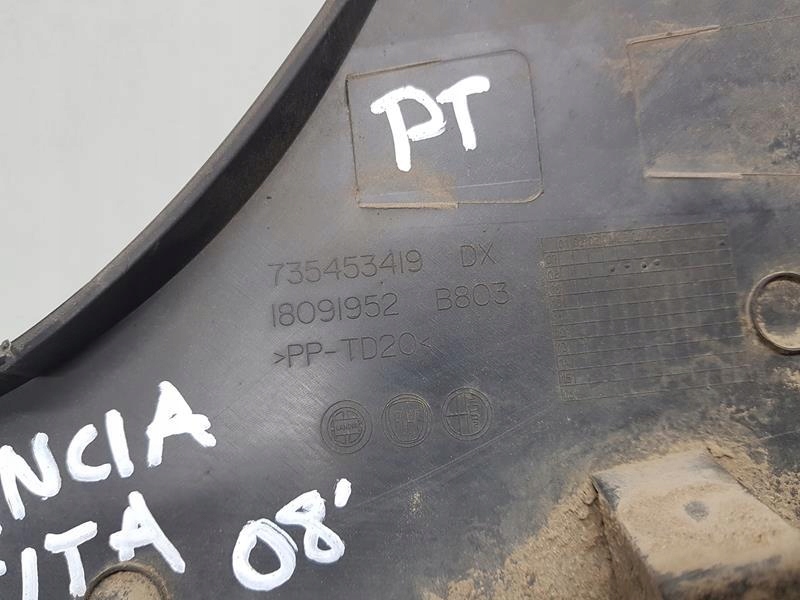 PT
735453419 DX
18091952 B803
>PP-TD20<
NCIA
ITA 08'